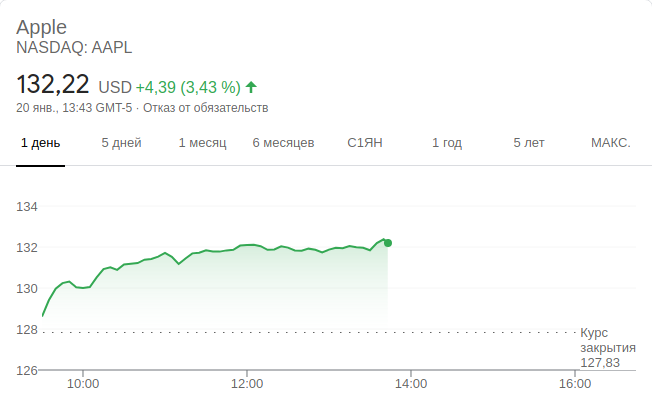 Apple
NASDAQ: AAPL
132,22 USD +4,39 (3,43 %)
20 янв., 13:43 GMT-5 · Отказ от обязательств
1 день 5 дней 1 месяц 6 месяцев С1ЯН 1 год 5 лет МАКС.
134
132
130
128
Курс
закрытия
127,83
126
10:00 12:00 14:00 16:00